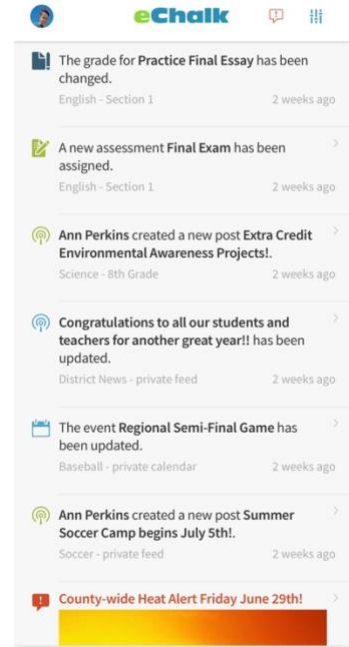 eChalk
The grade for Practice Final Essay has been
changed.
English - Section 1 2 weeks ago
A new assessment Final Exam has been
assigned.
English - Section 1 2 weeks ago
Ann Perkins created a new post Extra Credit
Environmental Awareness Projects!.
Science - 8th Grade 2 weeks ago
Congratulations to all our students and
teachers for another great year!! has been
updated.
District News - private feed 2 weeks ago
The event Regional Semi-Final Game has
been updated.
Baseball - private calendar 2 weeks ago
Ann Perkins created a new post Summer
Soccer Camp begins July 5th!.
Soccer - private feed 2 weeks ago
County-wide Heat Alert Friday June 29th!